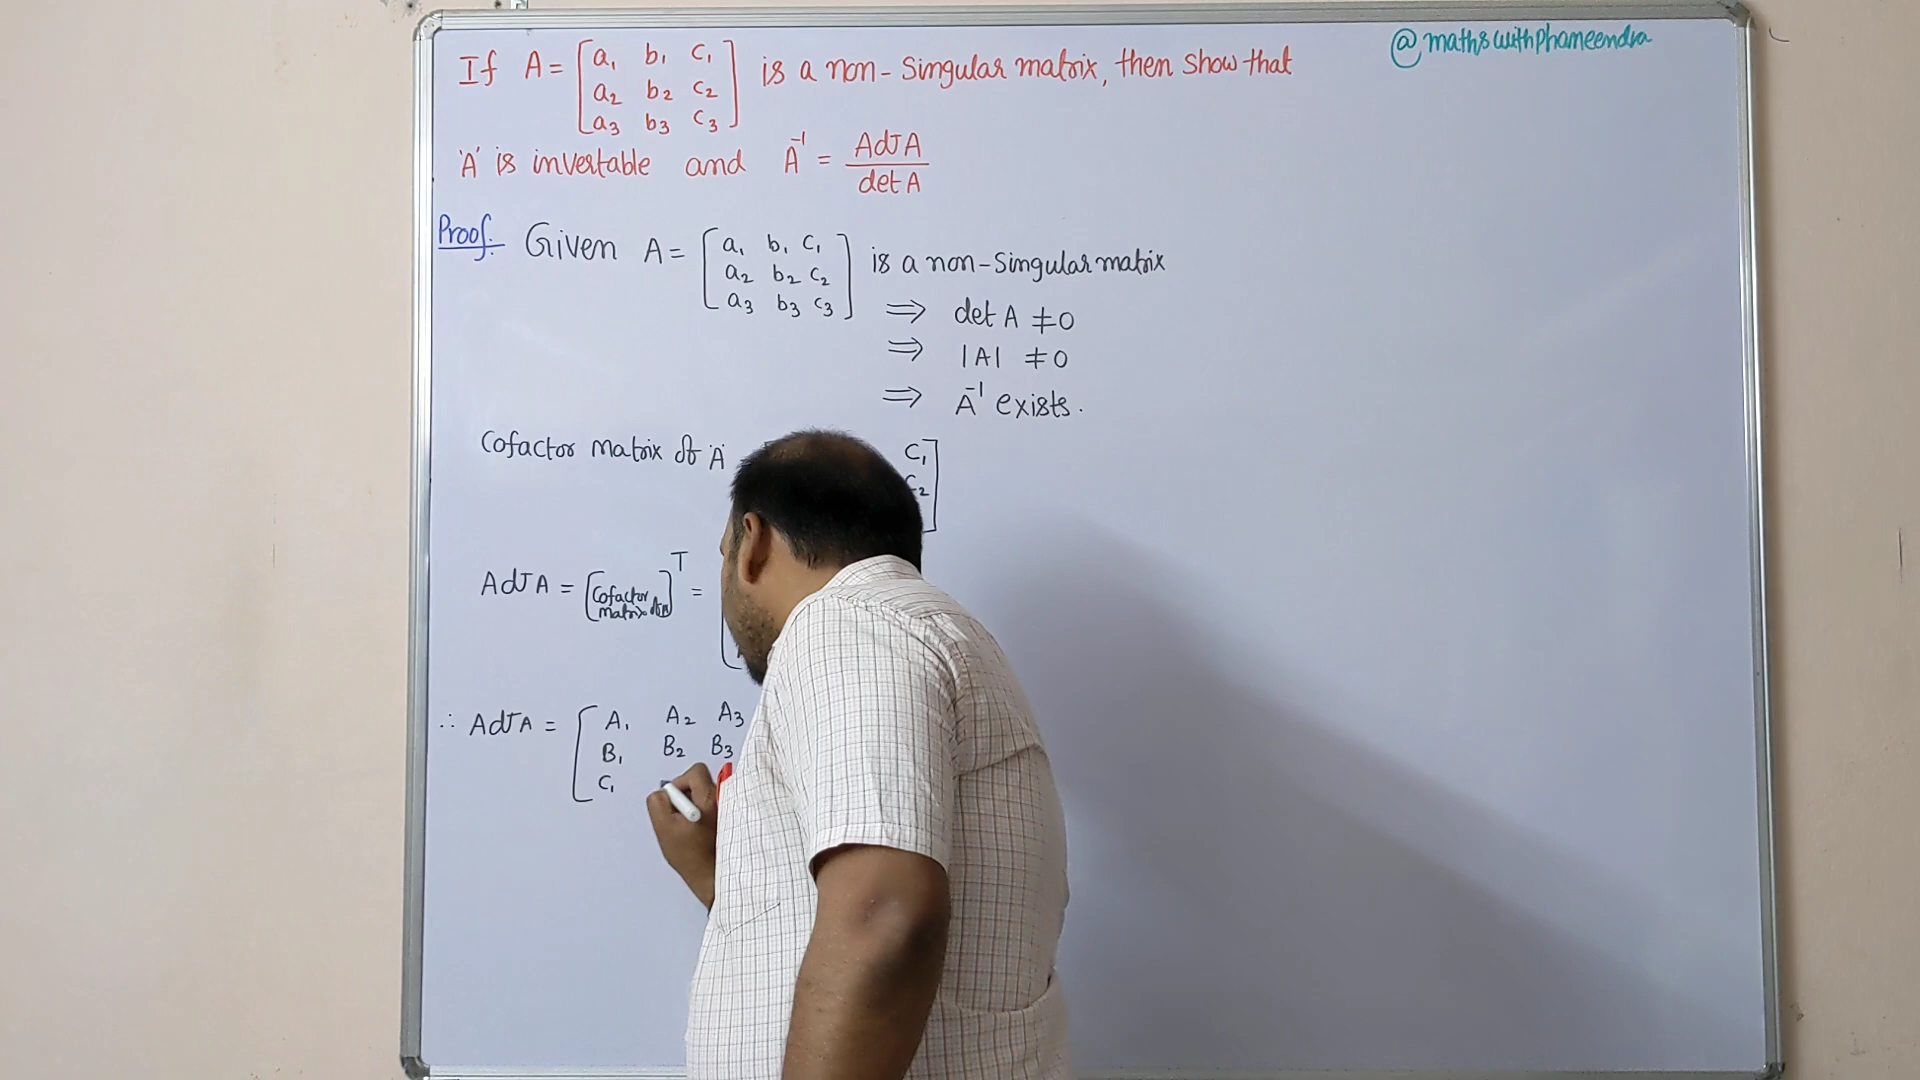 @mathswithphaneendra
If A = [a₁ b₁ c₁
a₂ b₂ c₂
a₃ b₃ c₃] is a non-Singular matrix, then show that
'A' is invertable and A⁻¹ = AdJ A / det A
Proof: Given A = [a₁ b₁ c₁
a₂ b₂ c₂
a₃ b₃ c₃] is a non-Singular matrix
⇒ det A ≠ 0
⇒ |A| ≠ 0
⇒ A⁻¹ exists.
Cofactor matrix of 'A' C₁]
C₂
AdJ A = [Cofactor matrix of A]ᵀ = [
∴ AdJ A = [A₁ A₂ A₃
B₁ B₂ B₃
C₁